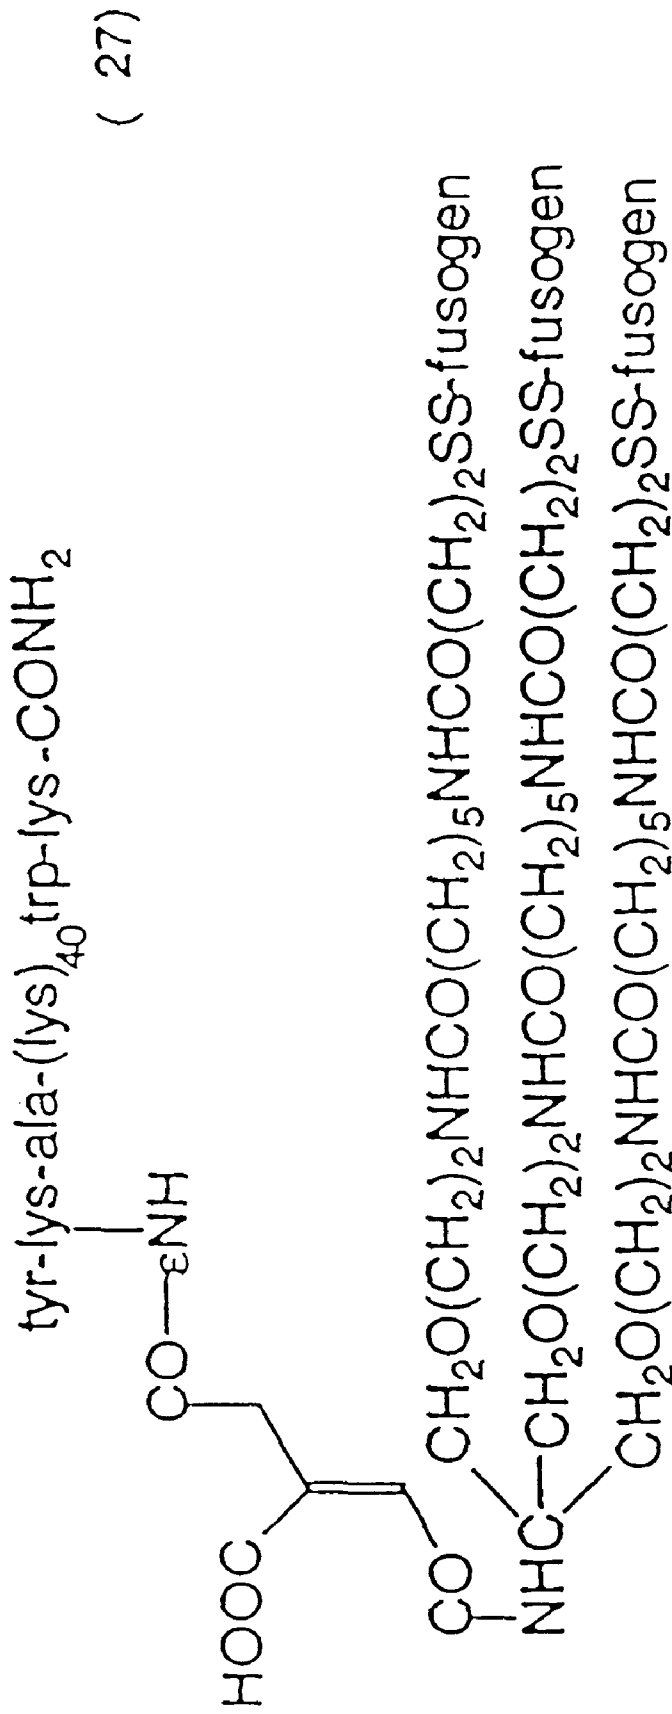 ( 27)
tyr-lys-ala-(lys)₄₀trp-lys-CONH₂
εNH
CO
HOOC
CO
NHC
CH₂O(CH₂)₂NHCO(CH₂)₅NHCO(CH₂)₂SS-fusogen
CH₂O(CH₂)₂NHCO(CH₂)₅NHCO(CH₂)₂SS-fusogen
CH₂O(CH₂)₂NHCO(CH₂)₅NHCO(CH₂)₂SS-fusogen